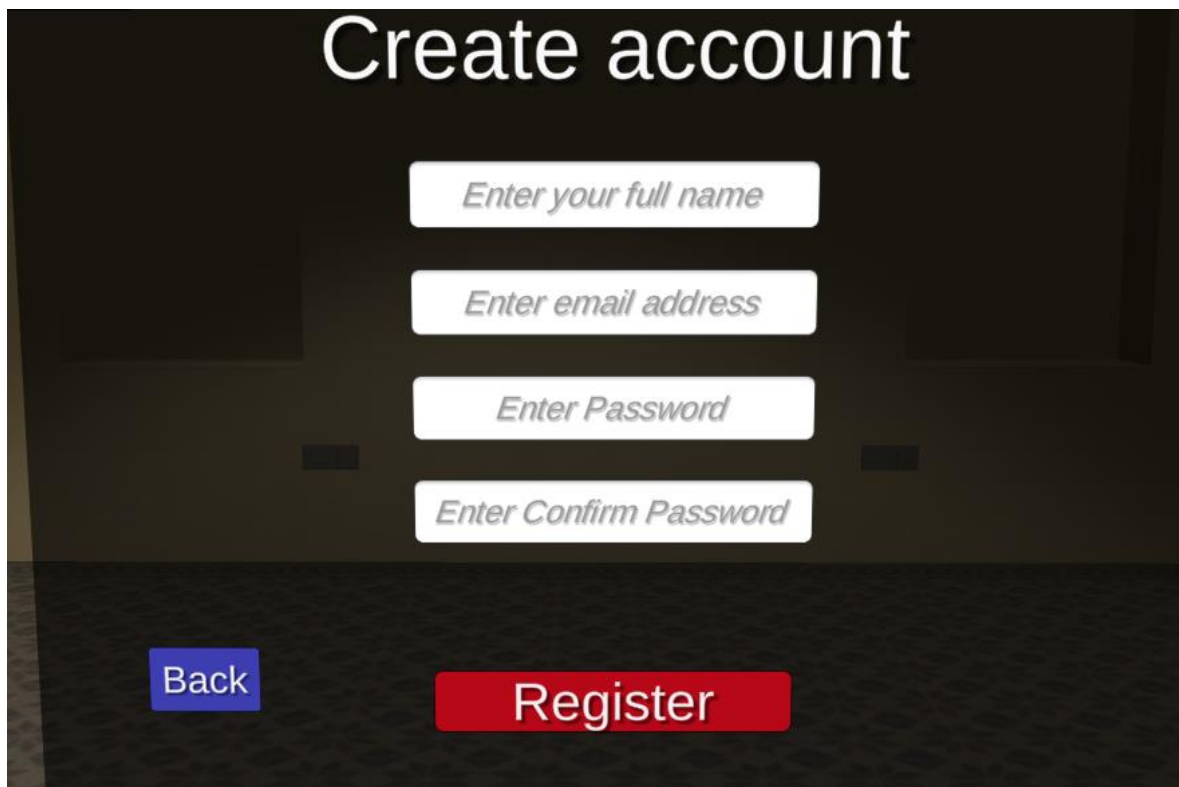 Create account
Enter your full name
Enter email address
Enter Password
Enter Confirm Password
Back
Register